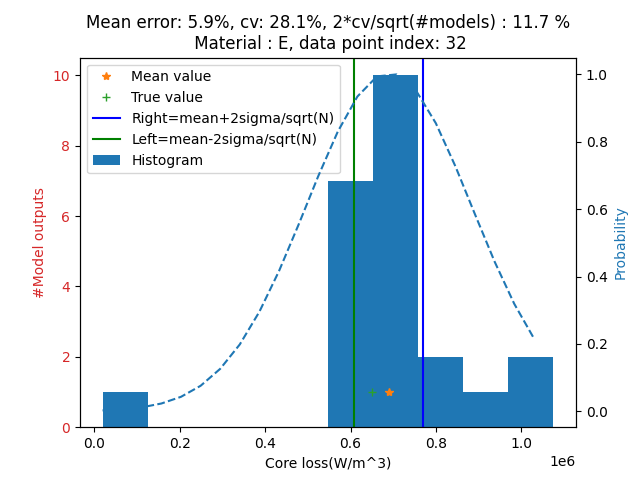 Mean error: 5.9%, cv: 28.1%, 2*cv/sqrt(#models) : 11.7 %
Material : E, data point index: 32
Mean value
True value
Right=mean+2sigma/sqrt(N)
Left=mean-2sigma/sqrt(N)
Histogram
#Model outputs
10
8
6
4
2
0
0.0
0.2
0.4
0.6
0.8
1.0
1e6
Core loss(W/m^3)
1.0
0.8
0.6
0.4
0.2
0.0
Probability